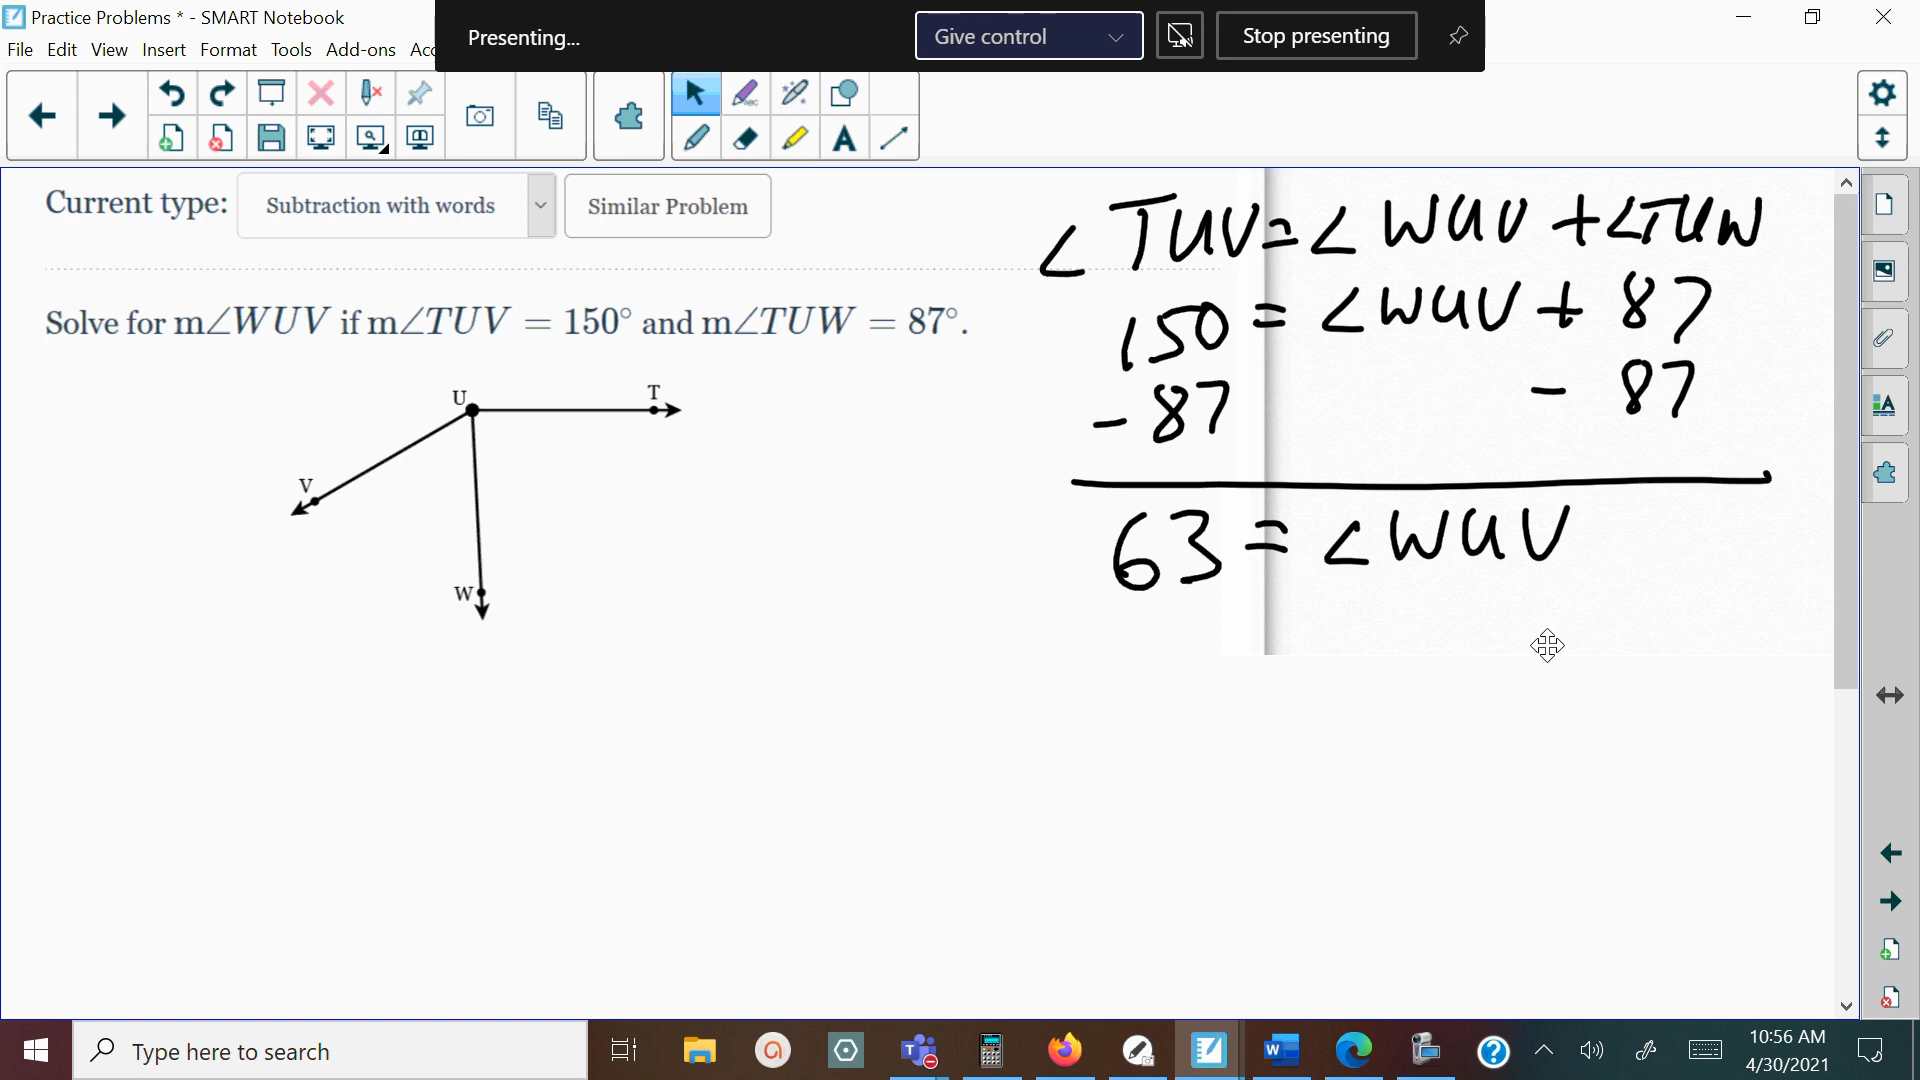 Practice Problems * - SMART Notebook
Presenting...
Give control
Stop presenting
File Edit View Insert Format Tools Add-ons
Current type:
Subtraction with words
Similar Problem
Solve for m∠WUV if m∠TUV = 150° and m∠TUW = 87°.
U
T
V
W
∠TUV = ∠WUV + ∠TUW
150 = ∠WUV + 87
- 87 - 87
63 = ∠WUV
Type here to search
10:56 AM
4/30/2021